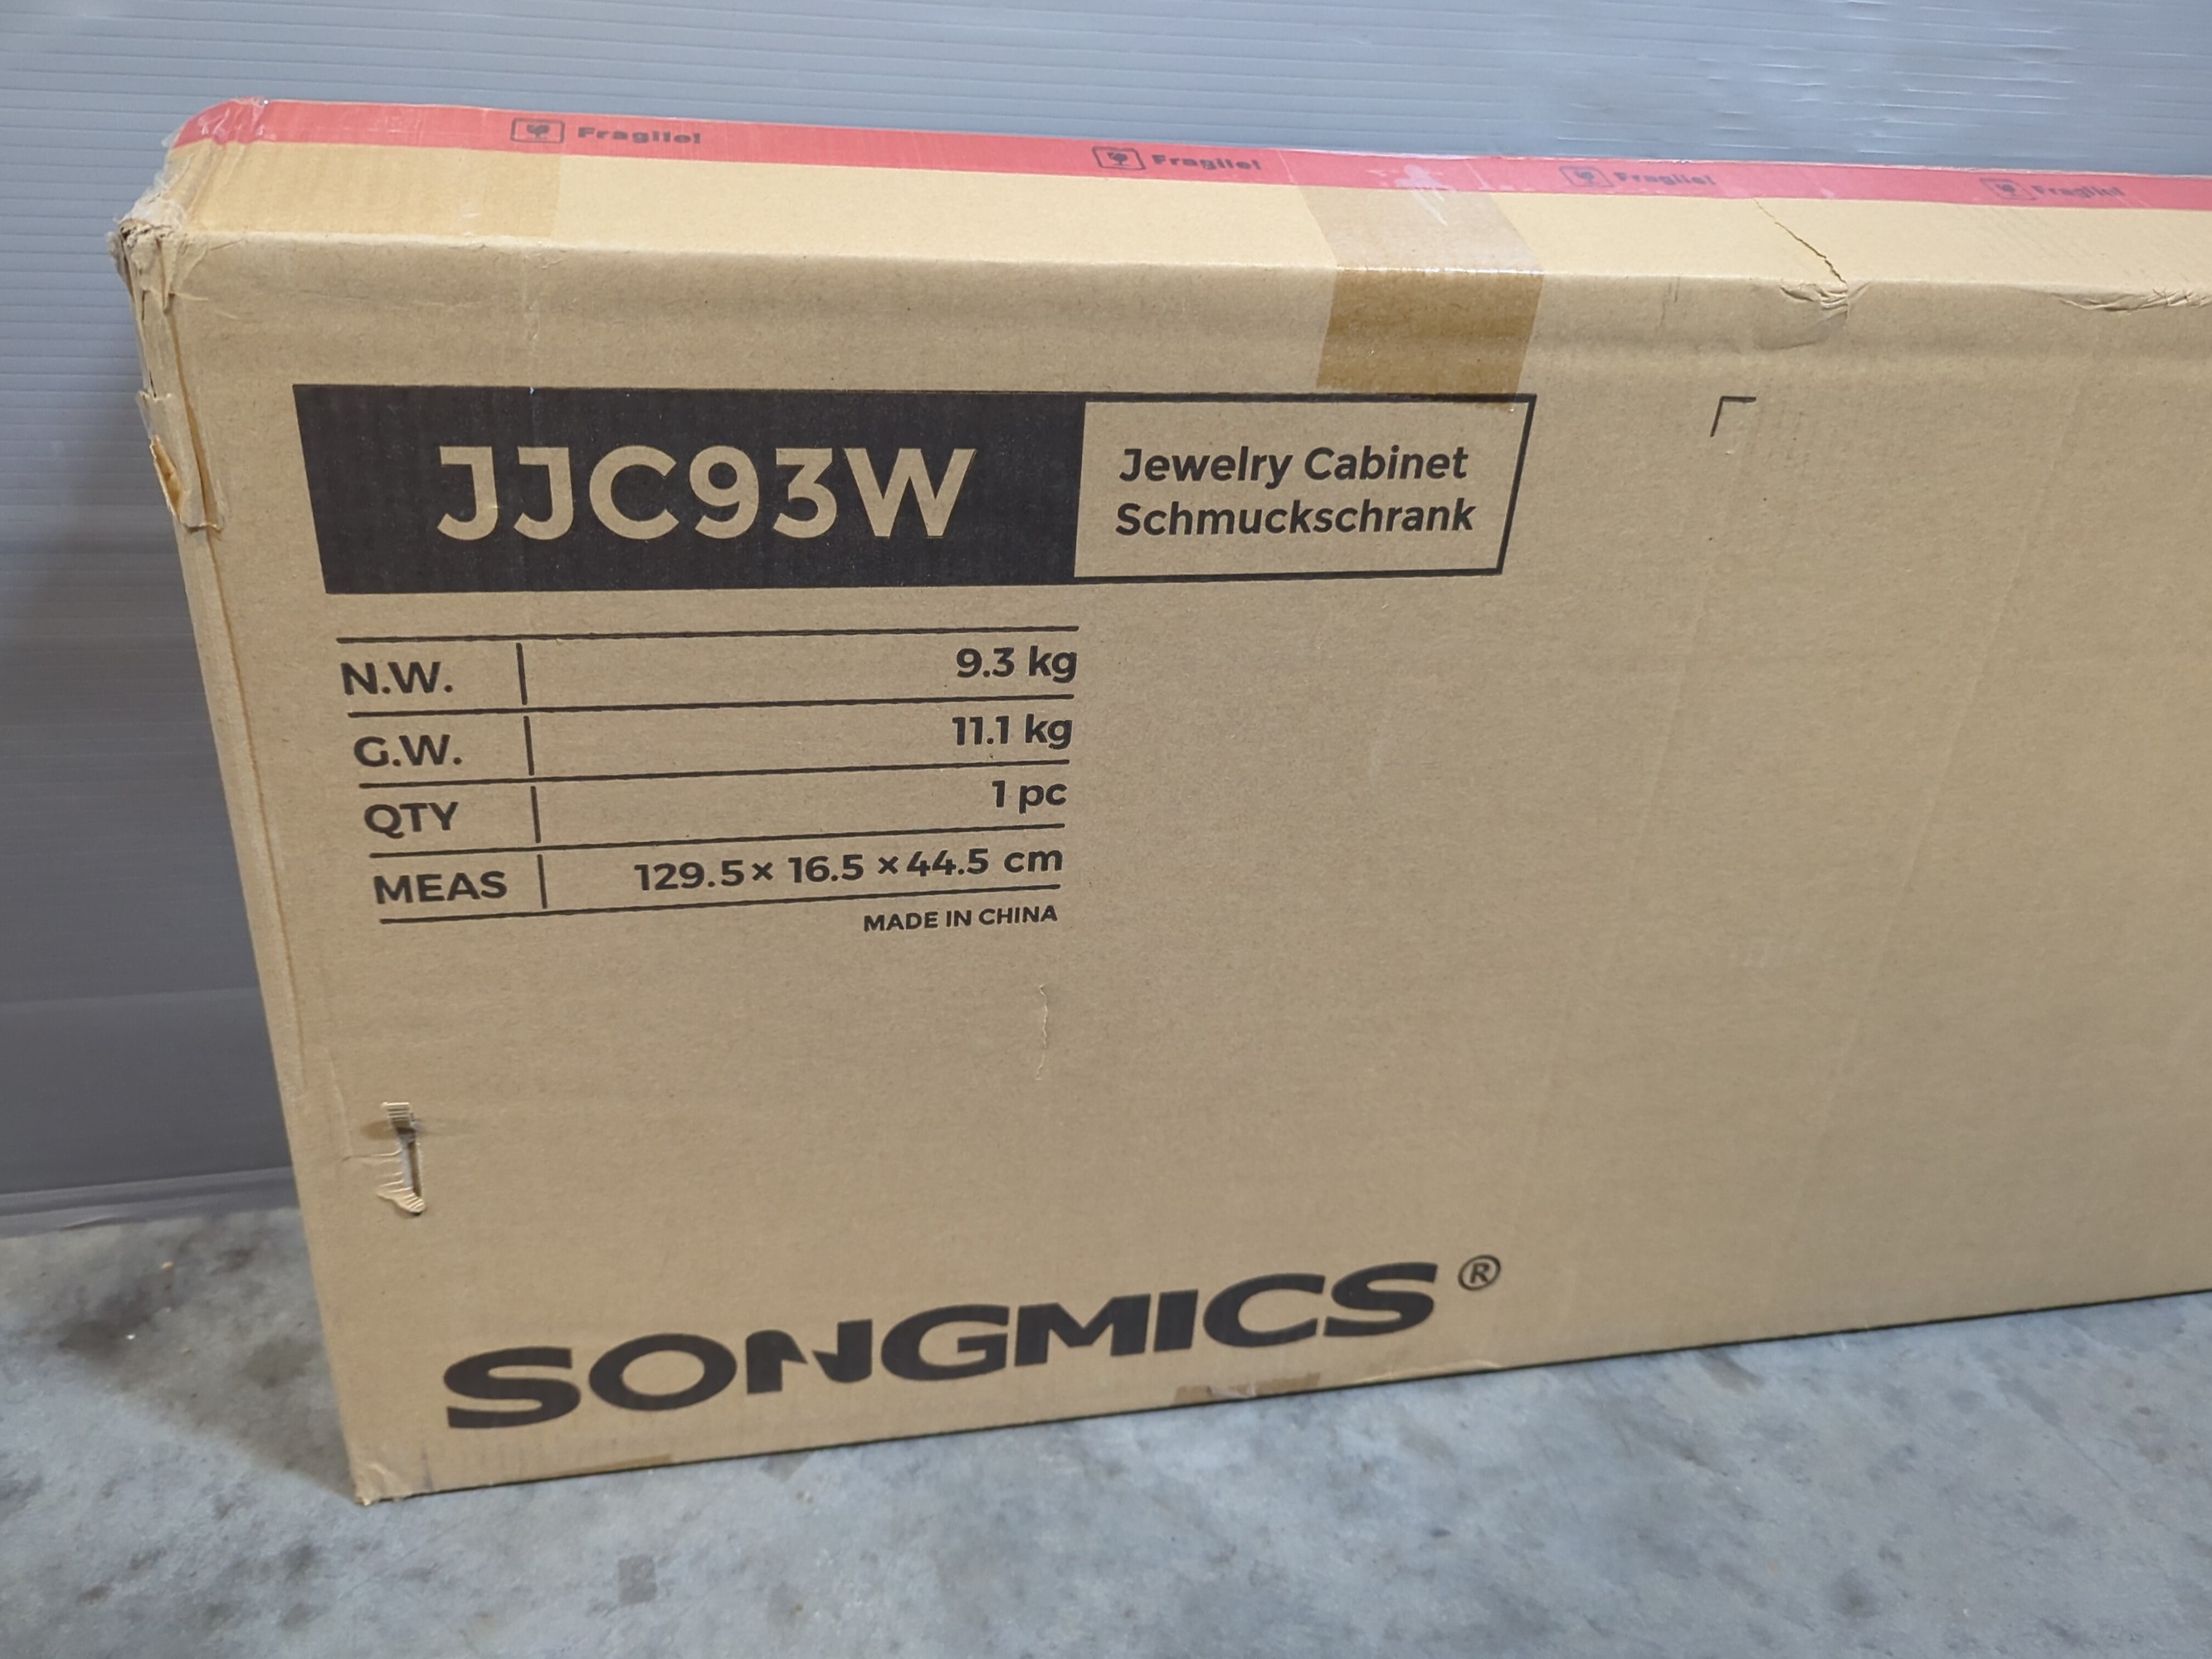 Fragile!
Fragile!
Fragile!
Fragile!
JJC93W
Jewelry Cabinet
Schmuckschrank
N.W. 9.3 kg
G.W. 11.1 kg
QTY 1 pc
MEAS 129.5× 16.5 ×44.5 cm
MADE IN CHINA
SONGMICS®